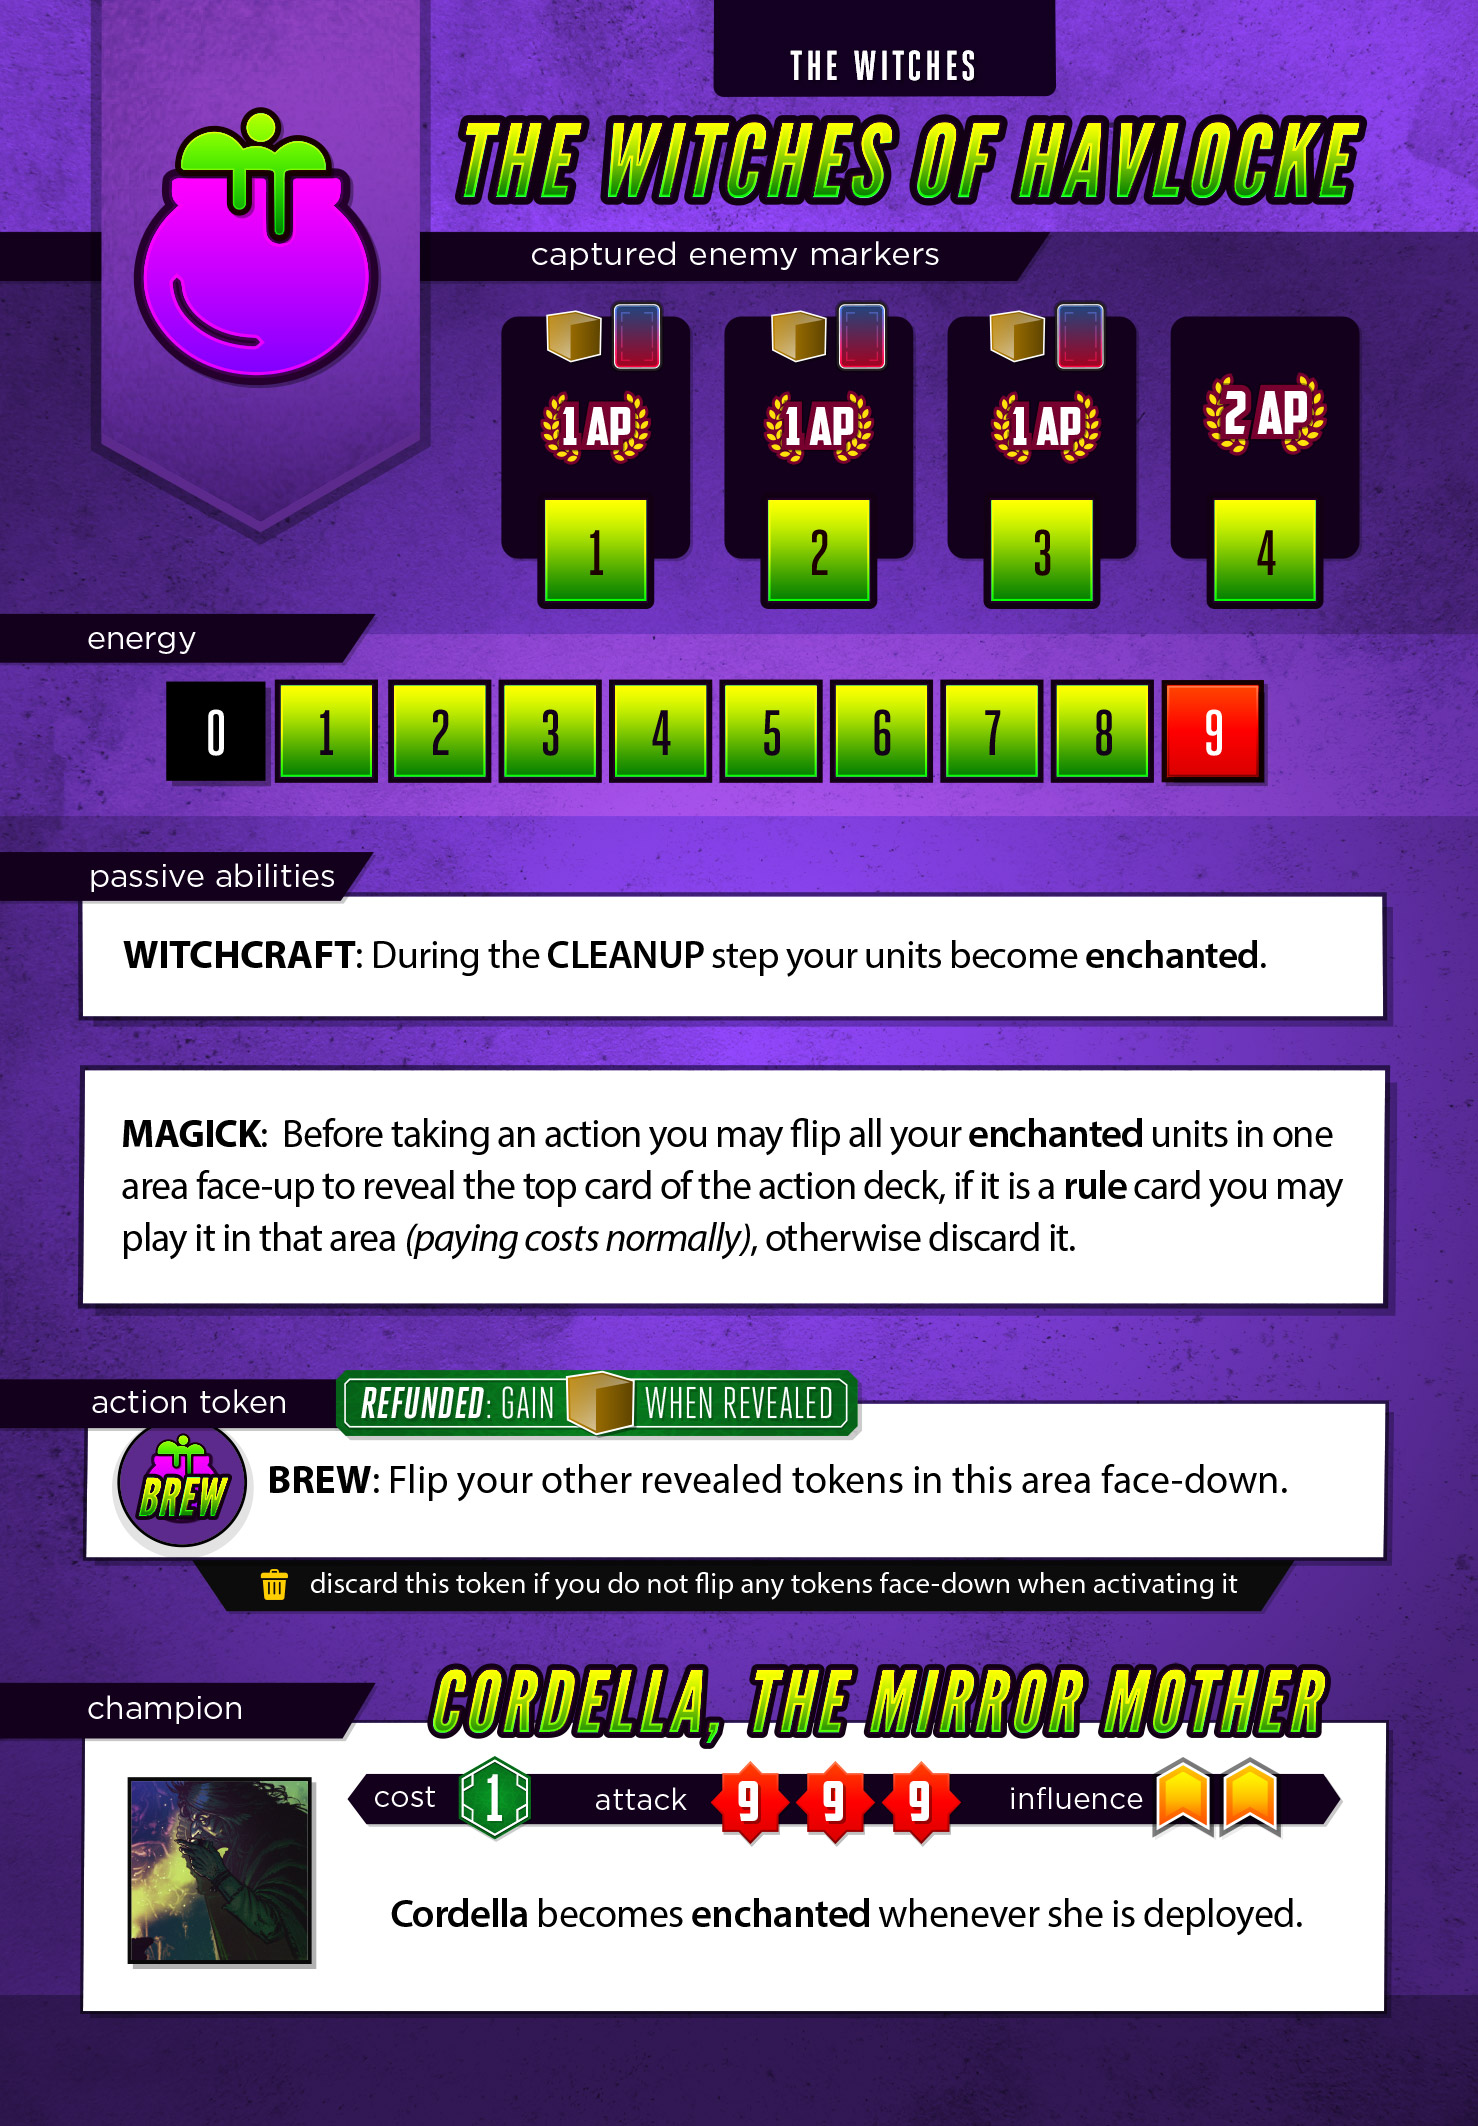 THE WITCHES
THE WITCHES OF HAVLOCKE
captured enemy markers
1 AP 1 AP 1 AP 2 AP
1 2 3 4
energy
0 1 2 3 4 5 6 7 8 9
passive abilities
WITCHCRAFT: During the CLEANUP step your units become enchanted.
MAGICK: Before taking an action you may flip all your enchanted units in one
area face-up to reveal the top card of the action deck, if it is a rule card you may
play it in that area (paying costs normally), otherwise discard it.
action token
REFUNDED: GAIN WHEN REVEALED
BREW
BREW: Flip your other revealed tokens in this area face-down.
discard this token if you do not flip any tokens face-down when activating it
champion
CORDELLA, THE MIRROR MOTHER
cost 1 attack 9 9 9 influence
Cordella becomes enchanted whenever she is deployed.